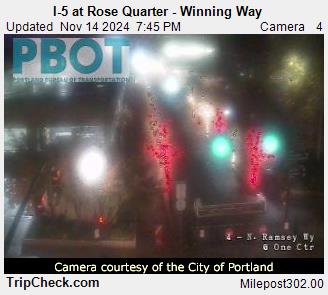 I-5 at Rose Quarter - Winning Way
Updated Nov 14 2024 7:45 PM Camera 4
PBOT
PORTLAND BUREAU OF TRANSPORTATION
4 - N. Ramsey Wy
@ One Ctr
Camera courtesy of the City of Portland
TripCheck.com Milepost302.00